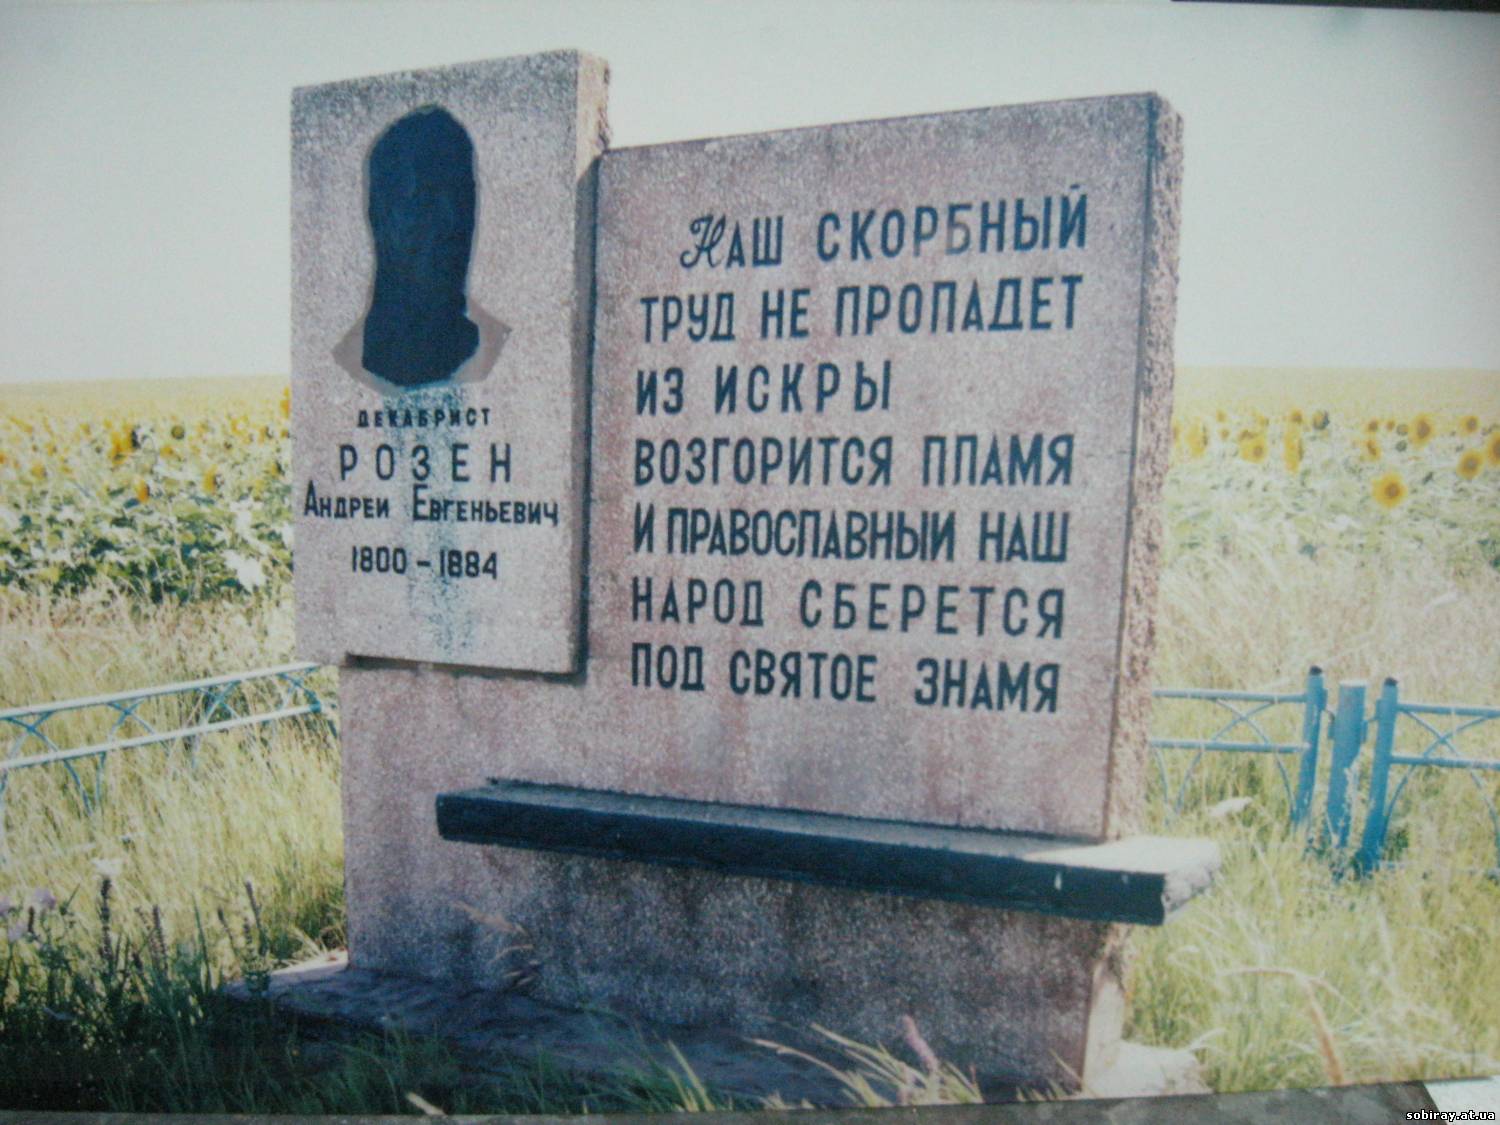 ДЕКАБРИСТ
РОЗЕН
АНДРЕИ ЕВГЕНЬЕВИЧ
1800 - 1884
НАШ СКОРБНЫЙ
ТРУД НЕ ПРОПАДЕТ
ИЗ ИСКРЫ
ВОЗГОРИТСЯ ПЛАМЯ
И ПРАВОСЛАВНЫИ НАШ
НАРОД СБЕРЕТСЯ
ПОД СВЯТОЕ ЗНАМЯ
sobiray.at.ua